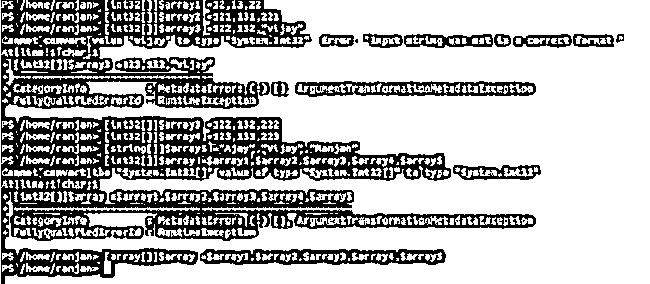 PS /home/ranjan> [int32[]]$array1 =12,13,22
PS /home/ranjan> [int32[]]$array2 =221,131,221
PS /home/ranjan> [int32[]]$array3 =122,132,"Vijay"
Cannot convert value "Vijay" to type "System.Int32" Error: "Input string was not in a correct format."
At line:1 char:1
+ [int32[]]$array3 =122,132,"Vijay"
+ CategoryInfo : MetadataError: (:) [], ArgumentTransformationMetadataException
+ FullyQualifiedErrorId : RuntimeException
PS /home/ranjan> [int32[]]$array3 =122,132,222
PS /home/ranjan> [int32[]]$array4 =122,133,223
PS /home/ranjan> [string[]]$array5 ="Ajay","Vijay","Ranjan"
PS /home/ranjan> [int32[]]$array =$array1,$array2,$array3,$array4,$array5
Cannot convert the "System.Int32[]" value of type "System.Int32[]" to type "System.Int32"
At line:1 char:1
+ [int32[]]$array =$array1,$array2,$array3,$array4,$array5
+ CategoryInfo : MetadataError: (:) [], ArgumentTransformationMetadataException
+ FullyQualifiedErrorId : RuntimeException
PS /home/ranjan> [array[]]$array =$array1,$array2,$array3,$array4,$array5
PS /home/ranjan>